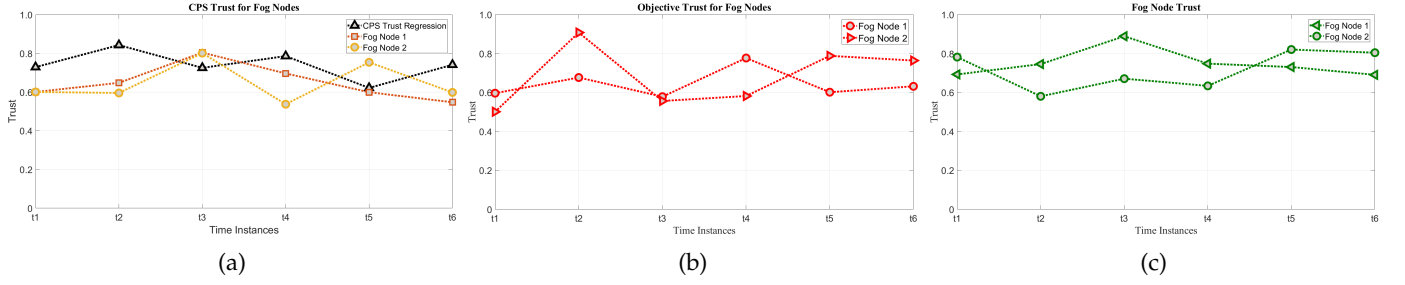 CPS Trust for Fog Nodes
1
0.8
0.6
0.4
0.2
0
Trust
t1
t2
t3
t4
t5
t6
Time Instances
CPS Trust Regression
Fog Node 1
Fog Node 2
(a)
Objective Trust for Fog Nodes
1
0.8
0.6
0.4
0.2
0
Trust
t1
t2
t3
t4
t5
t6
Time Instances
Fog Node 1
Fog Node 2
(b)
Fog Node Trust
1
0.8
0.6
0.4
0.2
0
Trust
t1
t2
t3
t4
t5
t6
Time Instances
Fog Node 1
Fog Node 2
(c)